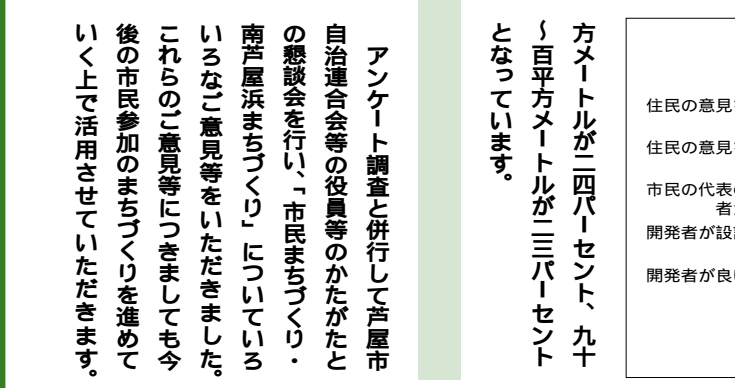 住民の意見
住民の意見
市民の代表の
者
開発者が設
開発者が良い
方メートルが二四パーセント、九十
～百平方メートルが二三パーセント
となっています。
アンケート調査と併行して芦屋市
自治連合会等の役員等のかたがたと
の懇談会を行い、「市民まちづくり・
南芦屋浜まちづくり」についていろ
いろなご意見等をいただきました。
これらのご意見等につきましても今
後の市民参加のまちづくりを進めて
いく上で活用させていただきます。